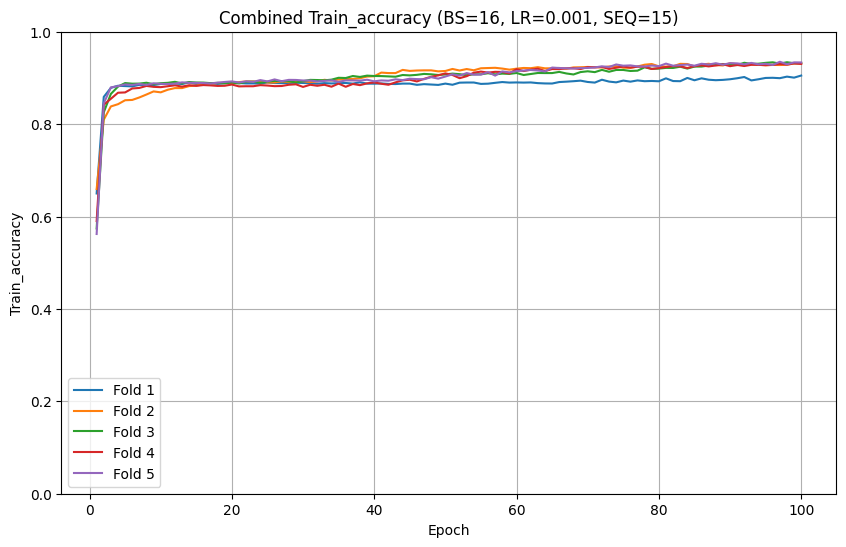 Combined Train_accuracy (BS=16, LR=0.001, SEQ=15)
Train_accuracy
1.0
0.8
0.6
0.4
0.2
0.0
Fold 1
Fold 2
Fold 3
Fold 4
Fold 5
0 20 40 60 80 100
Epoch